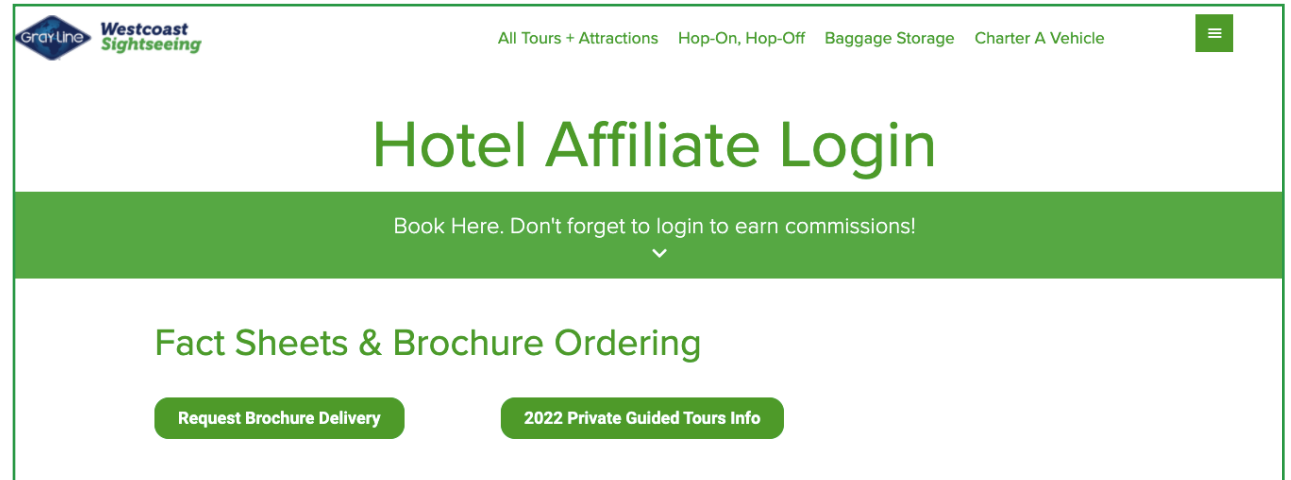 Gray Line
Westcoast
Sightseeing
All Tours + Attractions Hop-On, Hop-Off Baggage Storage Charter A Vehicle
Hotel Affiliate Login
Book Here. Don't forget to login to earn commissions!
Fact Sheets & Brochure Ordering
Request Brochure Delivery 2022 Private Guided Tours Info